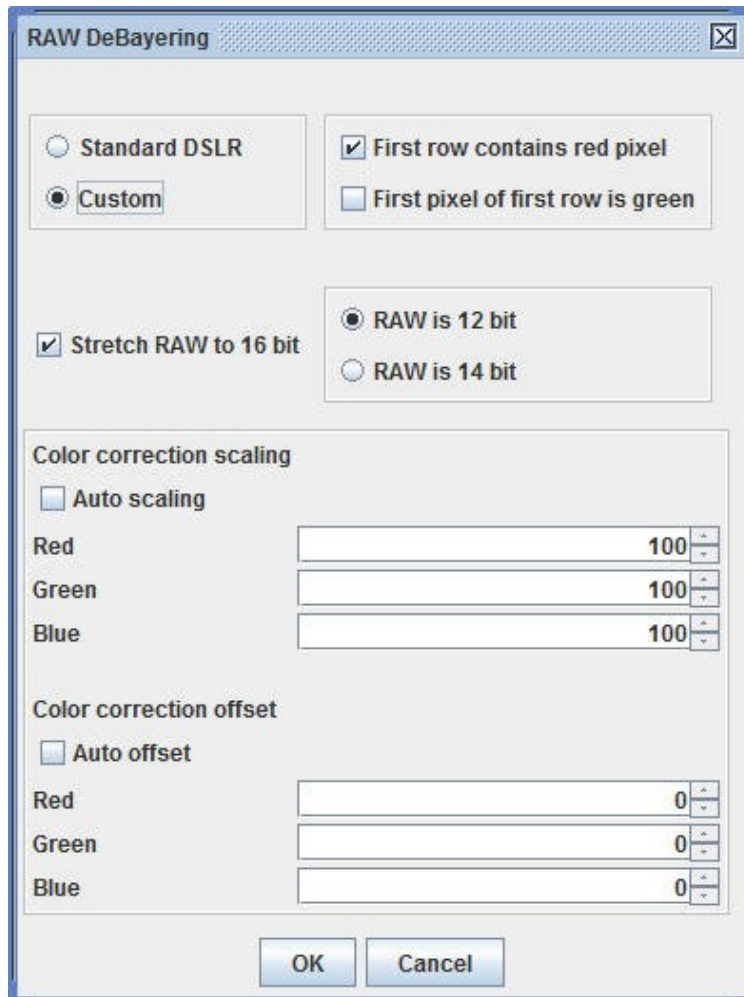 RAW DeBayering
Standard DSLR
Custom
First row contains red pixel
First pixel of first row is green
Stretch RAW to 16 bit
RAW is 12 bit
RAW is 14 bit
Color correction scaling
Auto scaling
Red 100
Green 100
Blue 100
Color correction offset
Auto offset
Red 0
Green 0
Blue 0
OK Cancel